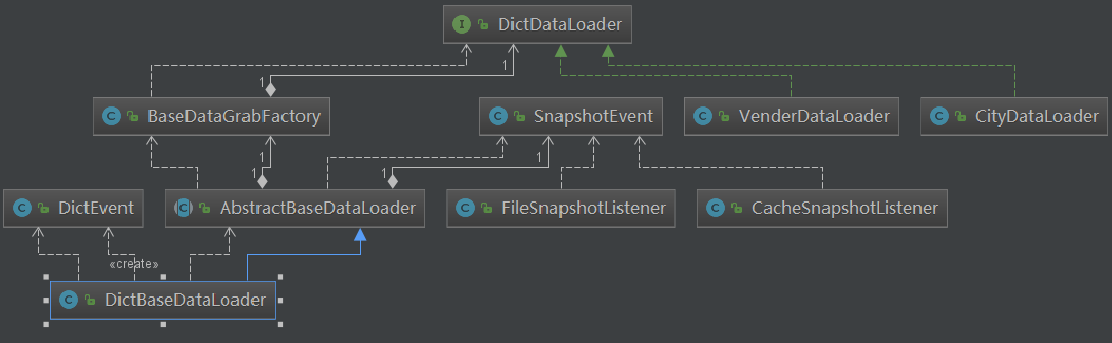 I DictDataLoader
1
1
C BaseDataGrabFactory
C SnapshotEvent
C VenderDataLoader
C CityDataLoader
1
1
1
1
C DictEvent
C AbstractBaseDataLoader
C FileSnapshotListener
C CacheSnapshotListener
«create»
C DictBaseDataLoader